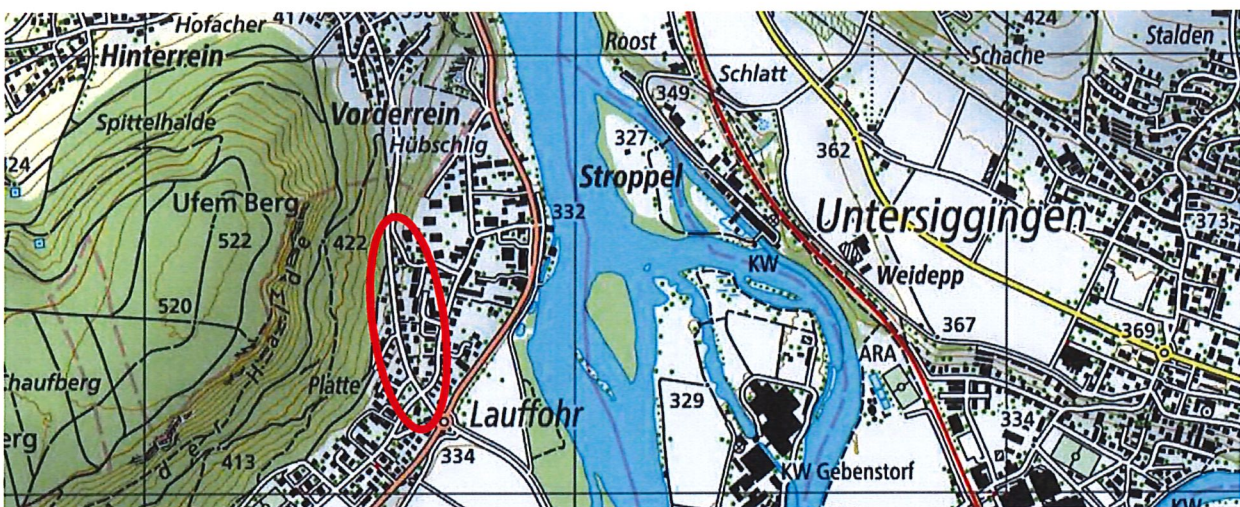 Hofacher
417
424
Stalden
Hinterrein
Roost
Schache
Schlatt
349
Vorderrein
Spittelhalde
Hübschlig
327
362
24
Stroppel
Ufem Berg
332
Untersiggingen
373
522
422
KW
Weidepp
520
367
369
Platte
ARA
Chaufberg
329
Lauffohr
334
erg
413
334
KW Gebenstorf
KW